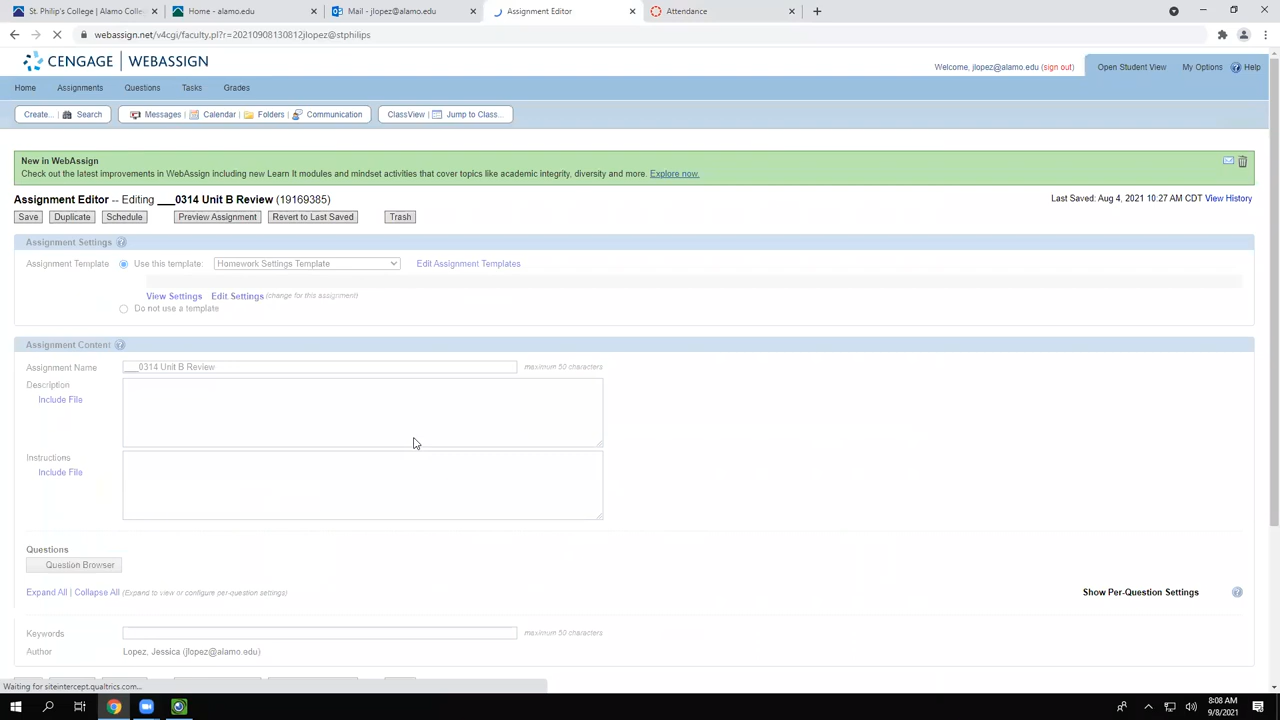 St. Philip's College | Alamo Colle
Home - alamo.edu
Mail - jlopez@alamo.edu
Assignment Editor
Attendance
webassign.net/v4cgi/faculty.pl?r=20210908130812jlopez@stphilips
CENGAGE | WEBASSIGN
Welcome, jlopez@alamo.edu (sign out)
Open Student View
My Options
Help
Home
Assignments
Questions
Tasks
Grades
Create...
Search
Messages
Calendar
Folders
Communication
ClassView
Jump to Class...
New in WebAssign
Check out the latest improvements in WebAssign including new Learn It modules and mindset activities that cover topics like academic integrity, diversity and more. Explore now.
Assignment Editor -- Editing ___0314 Unit B Review (19169385)
Last Saved: Aug 4, 2021 10:27 AM CDT View History
Save
Duplicate
Schedule
Preview Assignment
Revert to Last Saved
Trash
Assignment Settings
Assignment Template
Use this template:
Homework Settings Template
Edit Assignment Templates
View Settings
Edit Settings (change for this assignment)
Do not use a template
Assignment Content
Assignment Name
___0314 Unit B Review
maximum 50 characters
Description
Include File
Instructions
Include File
Questions
Question Browser
Expand All | Collapse All (Expand to view or configure per-question settings)
Show Per-Question Settings
Keywords
maximum 50 characters
Author
Lopez, Jessica (jlopez@alamo.edu)
Waiting for siteintercept.qualtrics.com...
8:08 AM
9/8/2021